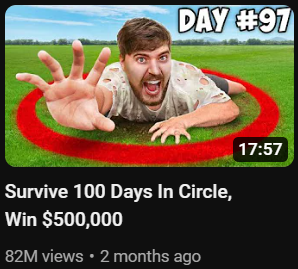 DAY #97
17:57
Survive 100 Days In Circle,
Win $500,000
82M views • 2 months ago